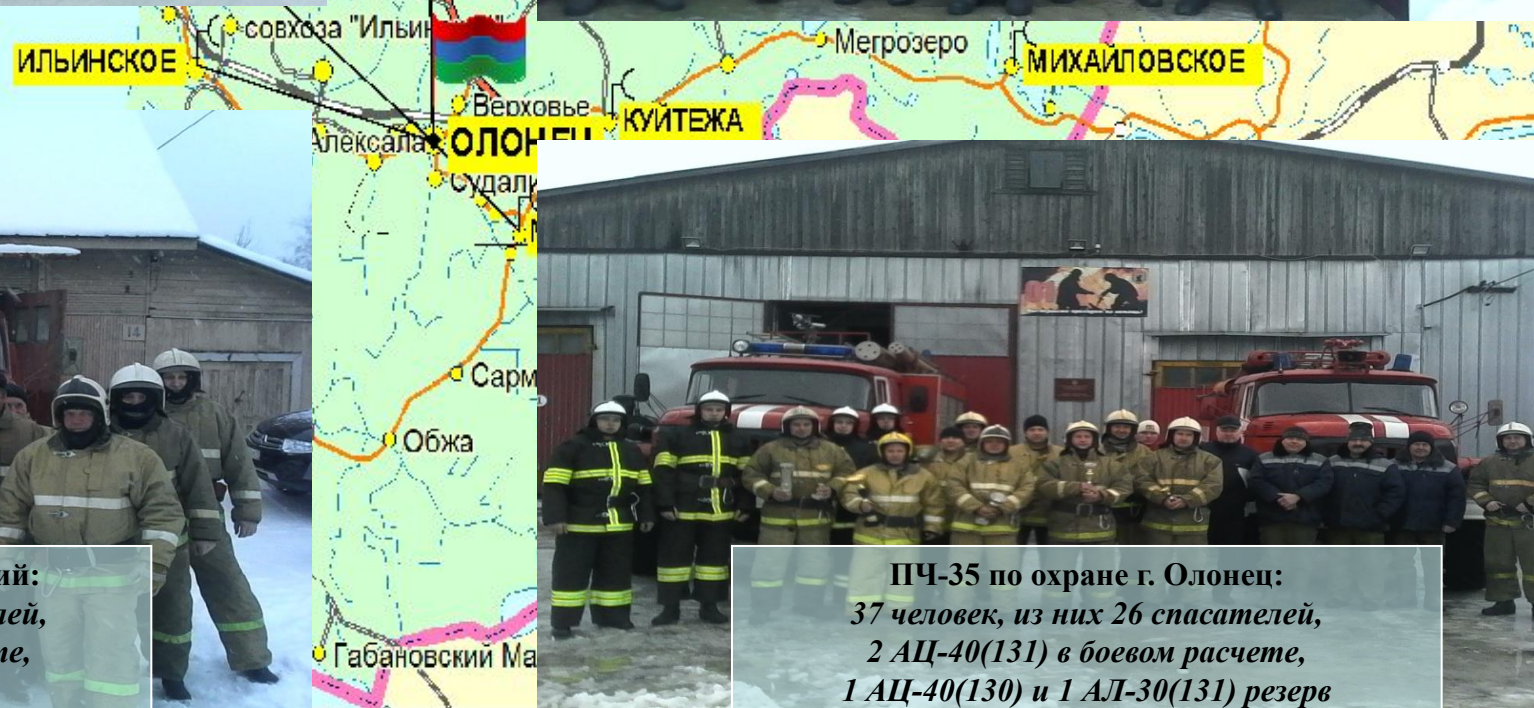 совхоза "Ильин
ИЛЬИНСКОЕ
Мегрозеро
МИХАЙЛОВСКОЕ
Верховье
КУЙТЕЖА
Алексала
ОЛОНЕЦ
Судали
Сарм
Обжа
Габановский Ма
14
01
ий:
лей,
те,
ПЧ-35 по охране г. Олонец:
37 человек, из них 26 спасателей,
2 АЦ-40(131) в боевом расчете,
1 АЦ-40(130) и 1 АЛ-30(131) резерв